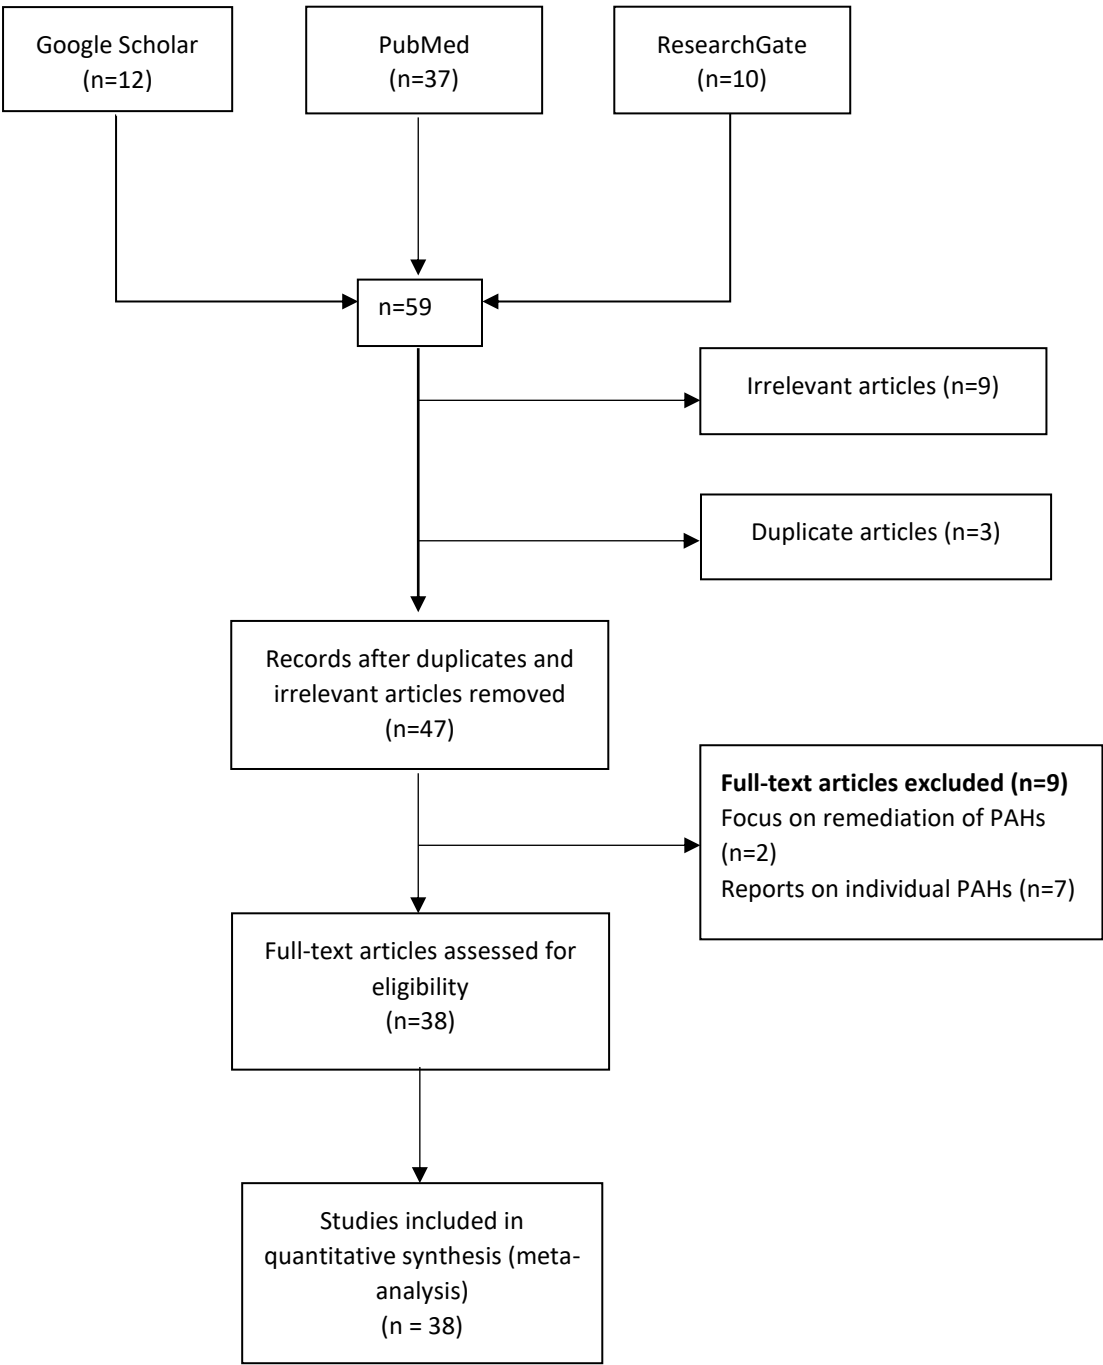 Google Scholar
(n=12)
PubMed
(n=37)
ResearchGate
(n=10)
n=59
Irrelevant articles (n=9)
Duplicate articles (n=3)
Records after duplicates and
irrelevant articles removed
(n=47)
Full-text articles excluded (n=9)
Focus on remediation of PAHs
(n=2)
Reports on individual PAHs (n=7)
Full-text articles assessed for
eligibility
(n=38)
Studies included in
quantitative synthesis (meta-
analysis)
(n = 38)